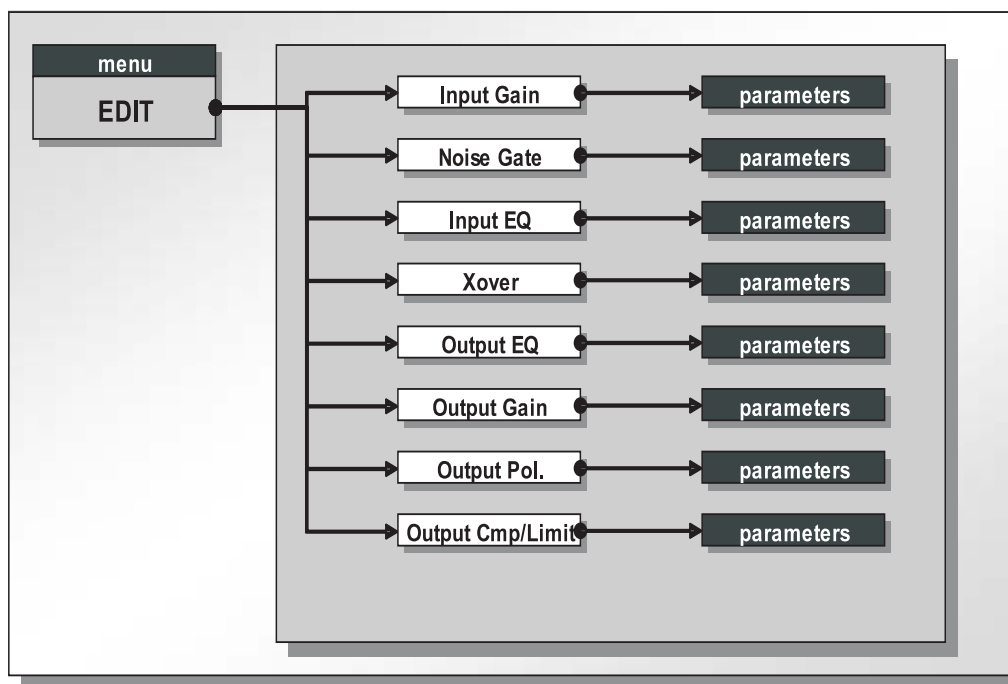 menu
EDIT
Input Gain parameters
Noise Gate parameters
Input EQ parameters
Xover parameters
Output EQ parameters
Output Gain parameters
Output Pol. parameters
Output Cmp/Limit parameters